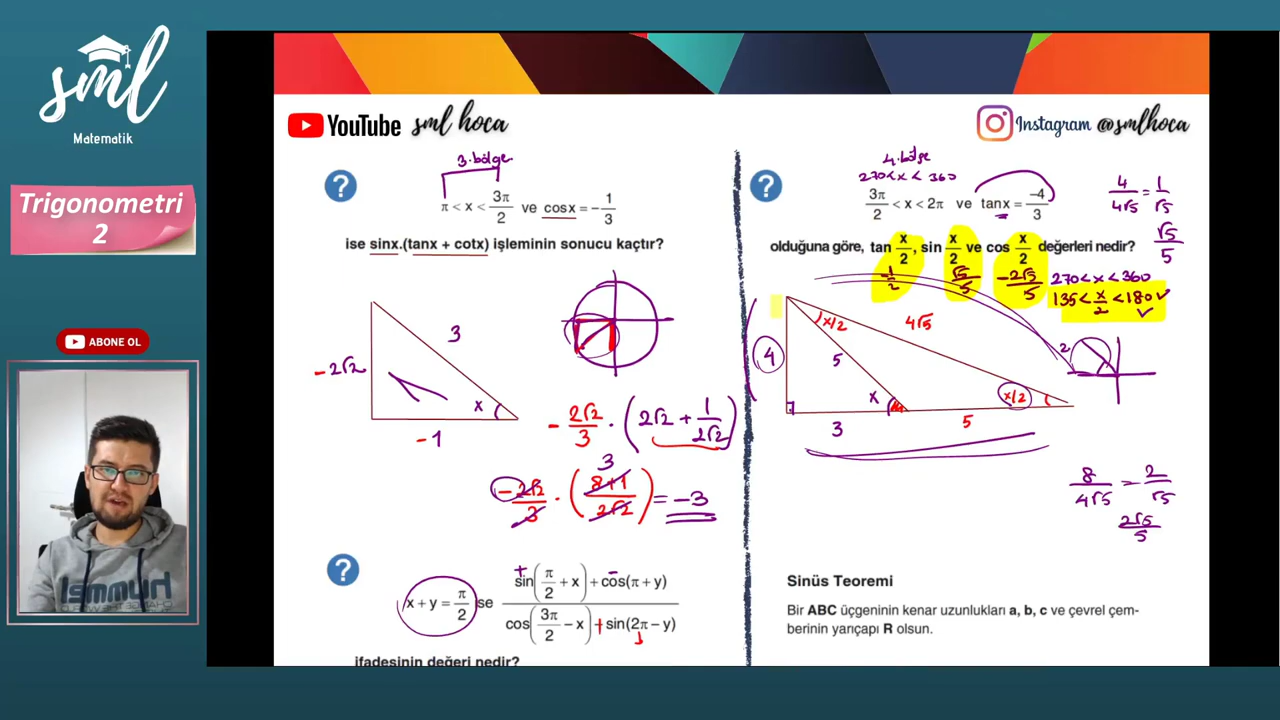 sml
Matematik
Trigonometri
2
ABONE OL
YouTube sml hoca
Instagram @smlhoca
?
3.bölge
π < x < 3π/2 ve cosx = -1/3
ise sinx.(tanx + cotx) işleminin sonucu kaçtır?
3
-2√2
x
-1
-2√2/3 · (2√2 + 1/2√2)
3
-2√2/3 · (8+1/2√2) = -3
?
x + y = π/2 se
+ -
sin(π/2 + x) + cos(π + y)
cos(3π/2 - x) + sin(2π - y)
ifadesinin değeri nedir?
?
4.bölge
270 < x < 360
3π/2 < x < 2π ve tanx = -4/3
4/4√5 = 1/√5
√5/5
olduğuna göre, tan x/2, sin x/2 ve cos x/2 değerleri nedir?
-1/2 √5/5 -2√5/5
270 < x < 360
135 < x/2 < 180
x/2 4√5
4 5 2
x x/2
3 5
8/4√5 = 2/√5
2√5/5
Sinüs Teoremi
Bir ABC üçgeninin kenar uzunlukları a, b, c ve çevrel çem-
berinin yarıçapı R olsun.